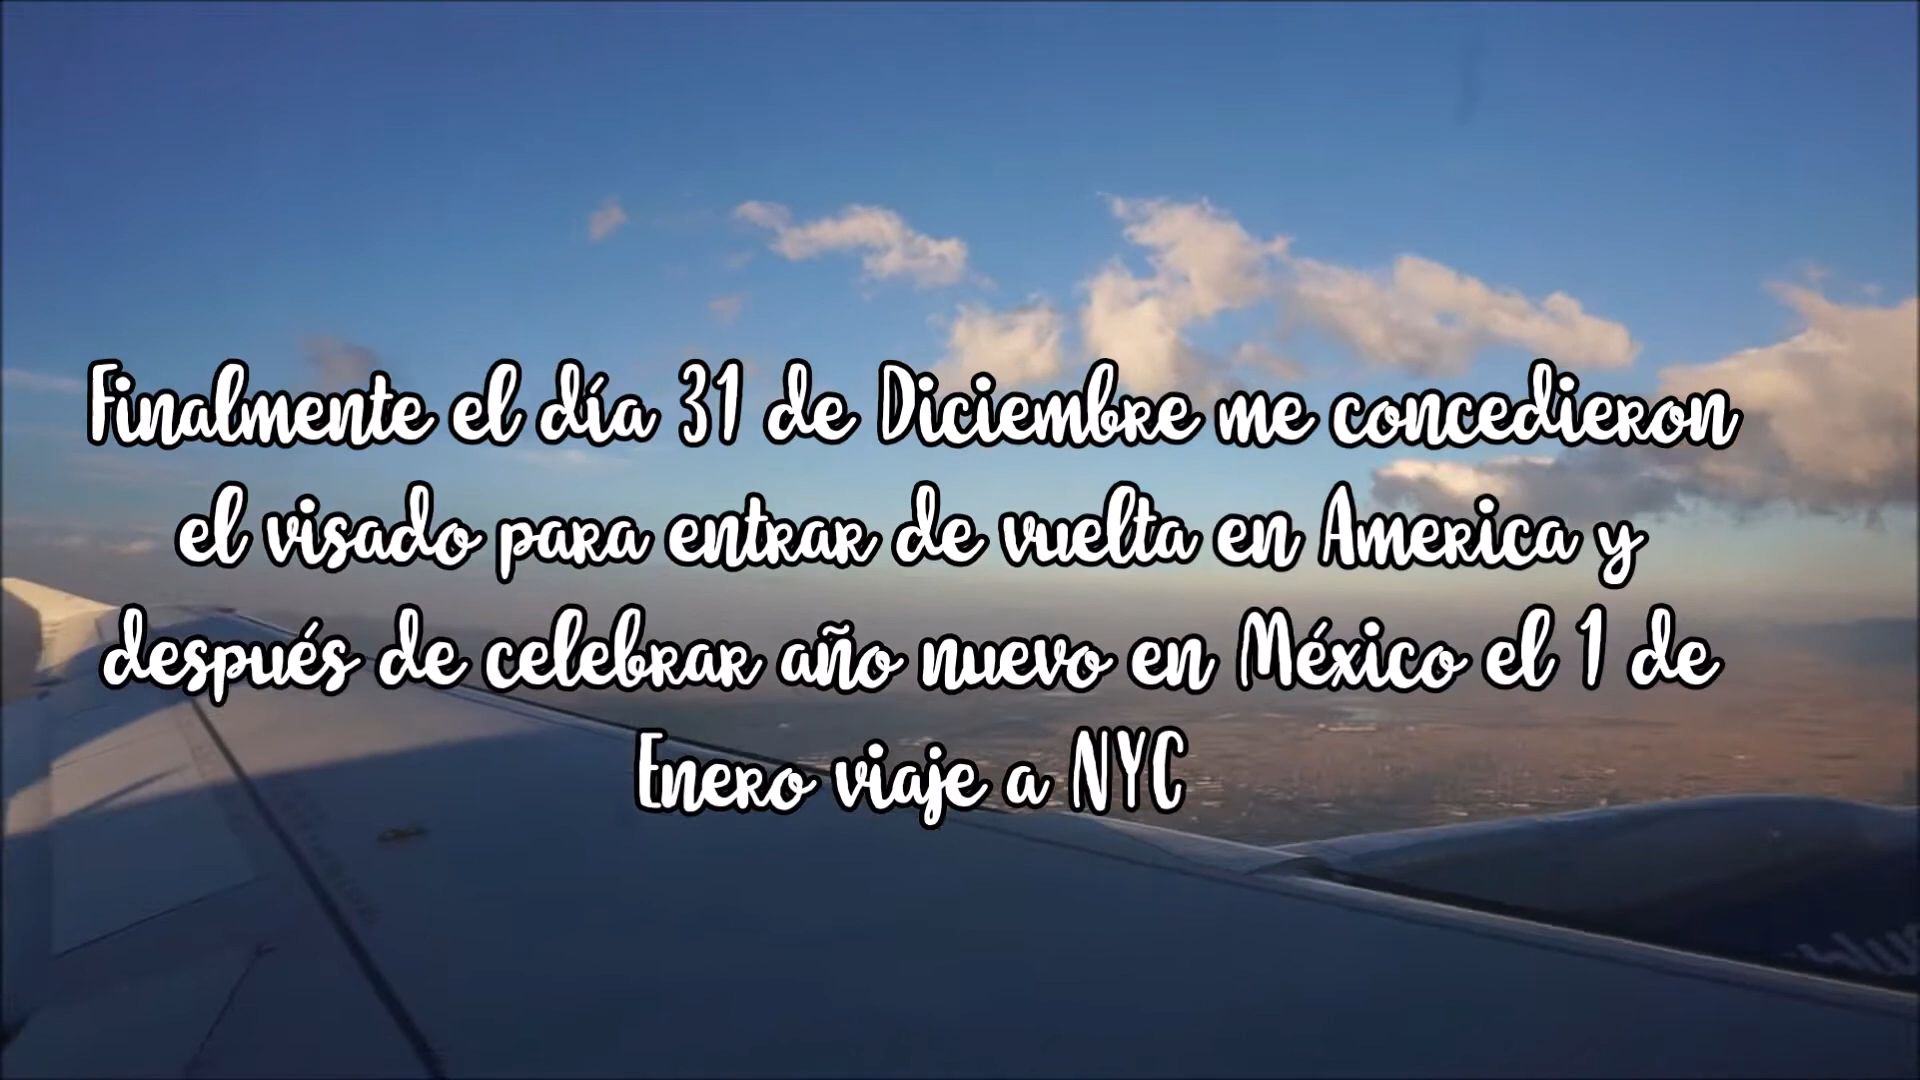 Finalmente el día 31 de Diciembre me concedieron
el visado para entrar de vuelta en America y
después de celebrar año nuevo en México el 1 de
Enero viaje a NYC